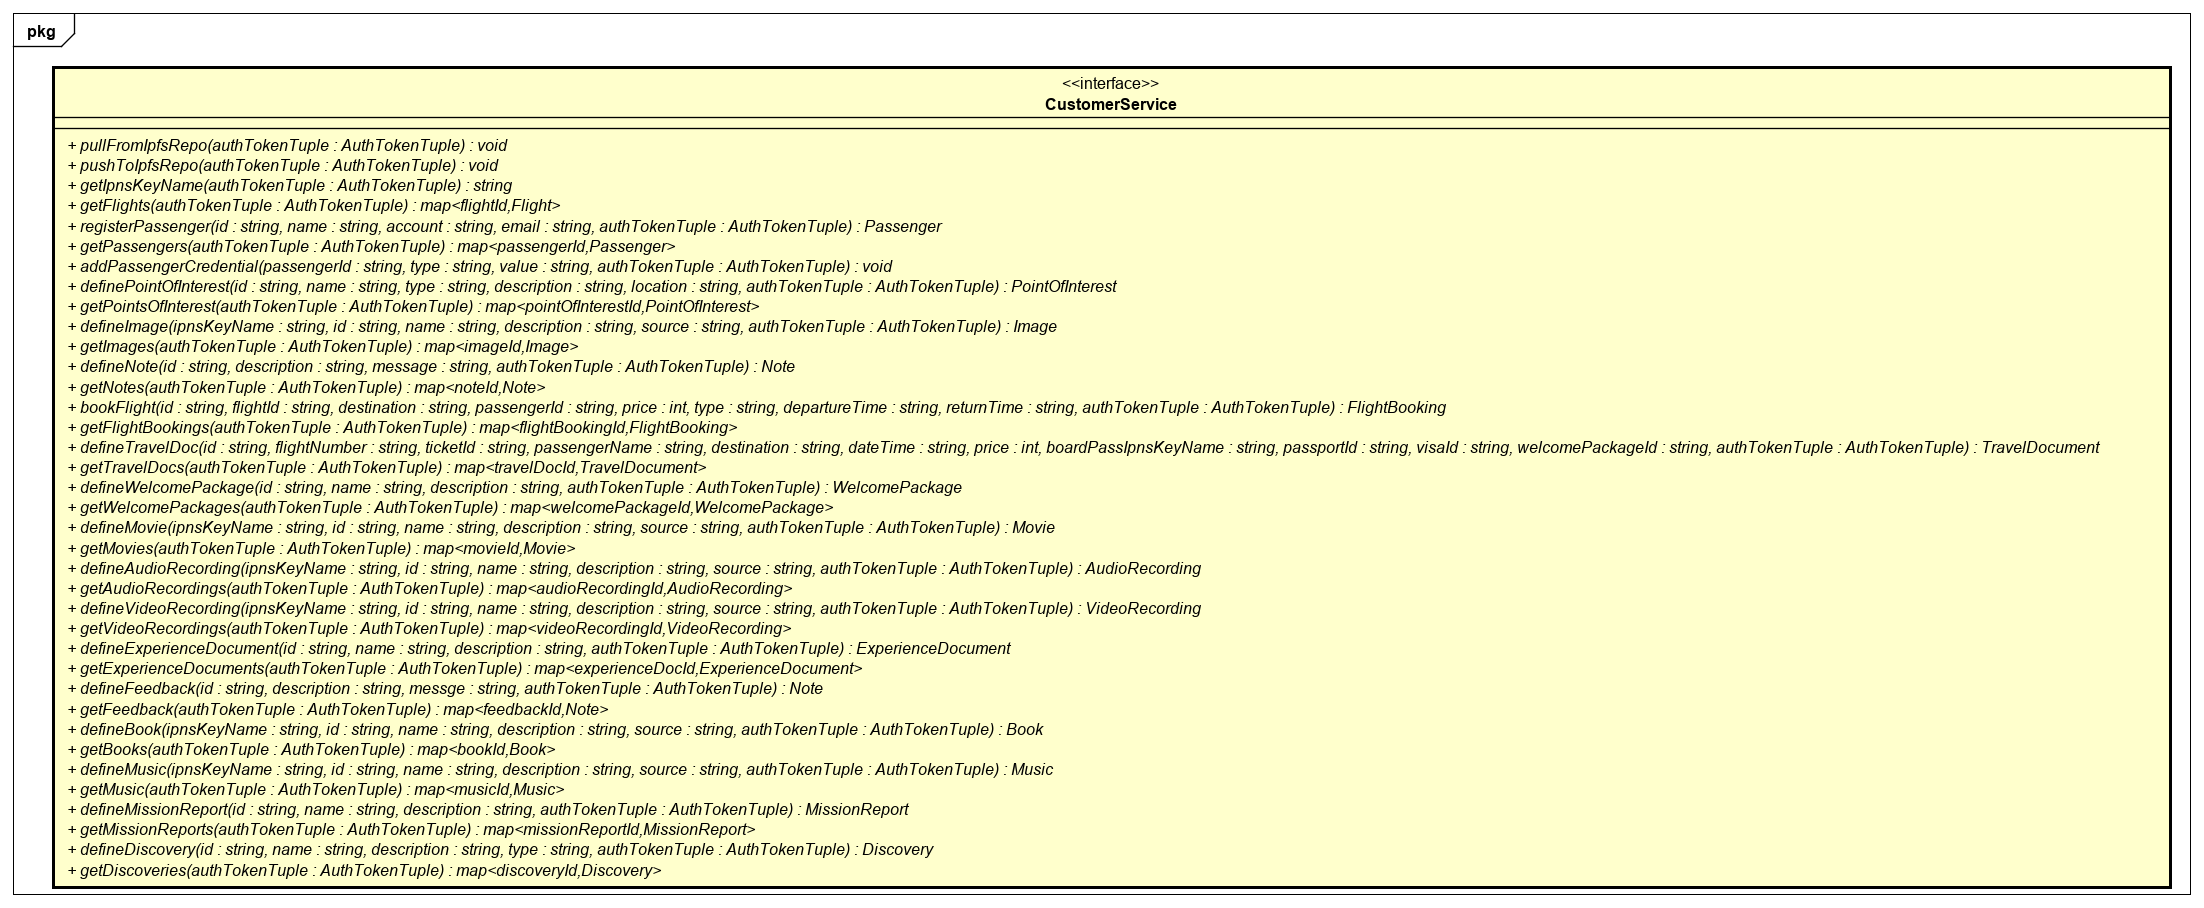 pkg
<<interface>>
CustomerService
+ pullFromIpfsRepo(authTokenTuple : AuthTokenTuple) : void
+ pushToIpfsRepo(authTokenTuple : AuthTokenTuple) : void
+ getIpnsKeyName(authTokenTuple : AuthTokenTuple) : string
+ getFlights(authTokenTuple : AuthTokenTuple) : map<flightId,Flight>
+ registerPassenger(id : string, name : string, account : string, email : string, authTokenTuple : AuthTokenTuple) : Passenger
+ getPassengers(authTokenTuple : AuthTokenTuple) : map<passengerId,Passenger>
+ addPassengerCredential(passengerId : string, type : string, value : string, authTokenTuple : AuthTokenTuple) : void
+ definePointOfInterest(id : string, name : string, type : string, description : string, location : string, authTokenTuple : AuthTokenTuple) : PointOfInterest
+ getPointsOfInterest(authTokenTuple : AuthTokenTuple) : map<pointOfInterestId,PointOfInterest>
+ defineImage(ipnsKeyName : string, id : string, name : string, description : string, source : string, authTokenTuple : AuthTokenTuple) : Image
+ getImages(authTokenTuple : AuthTokenTuple) : map<imageId,Image>
+ defineNote(id : string, description : string, message : string, authTokenTuple : AuthTokenTuple) : Note
+ getNotes(authTokenTuple : AuthTokenTuple) : map<noteId,Note>
+ bookFlight(id : string, flightId : string, destination : string, passengerId : string, price : int, type : string, departureTime : string, returnTime : string, authTokenTuple : AuthTokenTuple) : FlightBooking
+ getFlightBookings(authTokenTuple : AuthTokenTuple) : map<flightBookingId,FlightBooking>
+ defineTravelDoc(id : string, flightNumber : string, ticketId : string, passengerName : string, destination : string, dateTime : string, price : int, boardPassIpnsKeyName : string, passportId : string, visaId : string, welcomePackageId : string, authTokenTuple : AuthTokenTuple) : TravelDocument
+ getTravelDocs(authTokenTuple : AuthTokenTuple) : map<travelDocId,TravelDocument>
+ defineWelcomePackage(id : string, name : string, description : string, authTokenTuple : AuthTokenTuple) : WelcomePackage
+ getWelcomePackages(authTokenTuple : AuthTokenTuple) : map<welcomePackageId,WelcomePackage>
+ defineMovie(ipnsKeyName : string, id : string, name : string, description : string, source : string, authTokenTuple : AuthTokenTuple) : Movie
+ getMovies(authTokenTuple : AuthTokenTuple) : map<movieId,Movie>
+ defineAudioRecording(ipnsKeyName : string, id : string, name : string, description : string, source : string, authTokenTuple : AuthTokenTuple) : AudioRecording
+ getAudioRecordings(authTokenTuple : AuthTokenTuple) : map<audioRecordingId,AudioRecording>
+ defineVideoRecording(ipnsKeyName : string, id : string, name : string, description : string, source : string, authTokenTuple : AuthTokenTuple) : VideoRecording
+ getVideoRecordings(authTokenTuple : AuthTokenTuple) : map<videoRecordingId,VideoRecording>
+ defineExperienceDocument(id : string, name : string, description : string, authTokenTuple : AuthTokenTuple) : ExperienceDocument
+ getExperienceDocuments(authTokenTuple : AuthTokenTuple) : map<experienceDocId,ExperienceDocument>
+ defineFeedback(id : string, description : string, messge : string, authTokenTuple : AuthTokenTuple) : Note
+ getFeedback(authTokenTuple : AuthTokenTuple) : map<feedbackId,Note>
+ defineBook(ipnsKeyName : string, id : string, name : string, description : string, source : string, authTokenTuple : AuthTokenTuple) : Book
+ getBooks(authTokenTuple : AuthTokenTuple) : map<bookId,Book>
+ defineMusic(ipnsKeyName : string, id : string, name : string, description : string, source : string, authTokenTuple : AuthTokenTuple) : Music
+ getMusic(authTokenTuple : AuthTokenTuple) : map<musicId,Music>
+ defineMissionReport(id : string, name : string, description : string, authTokenTuple : AuthTokenTuple) : MissionReport
+ getMissionReports(authTokenTuple : AuthTokenTuple) : map<missionReportId,MissionReport>
+ defineDiscovery(id : string, name : string, description : string, type : string, authTokenTuple : AuthTokenTuple) : Discovery
+ getDiscoveries(authTokenTuple : AuthTokenTuple) : map<discoveryId,Discovery>